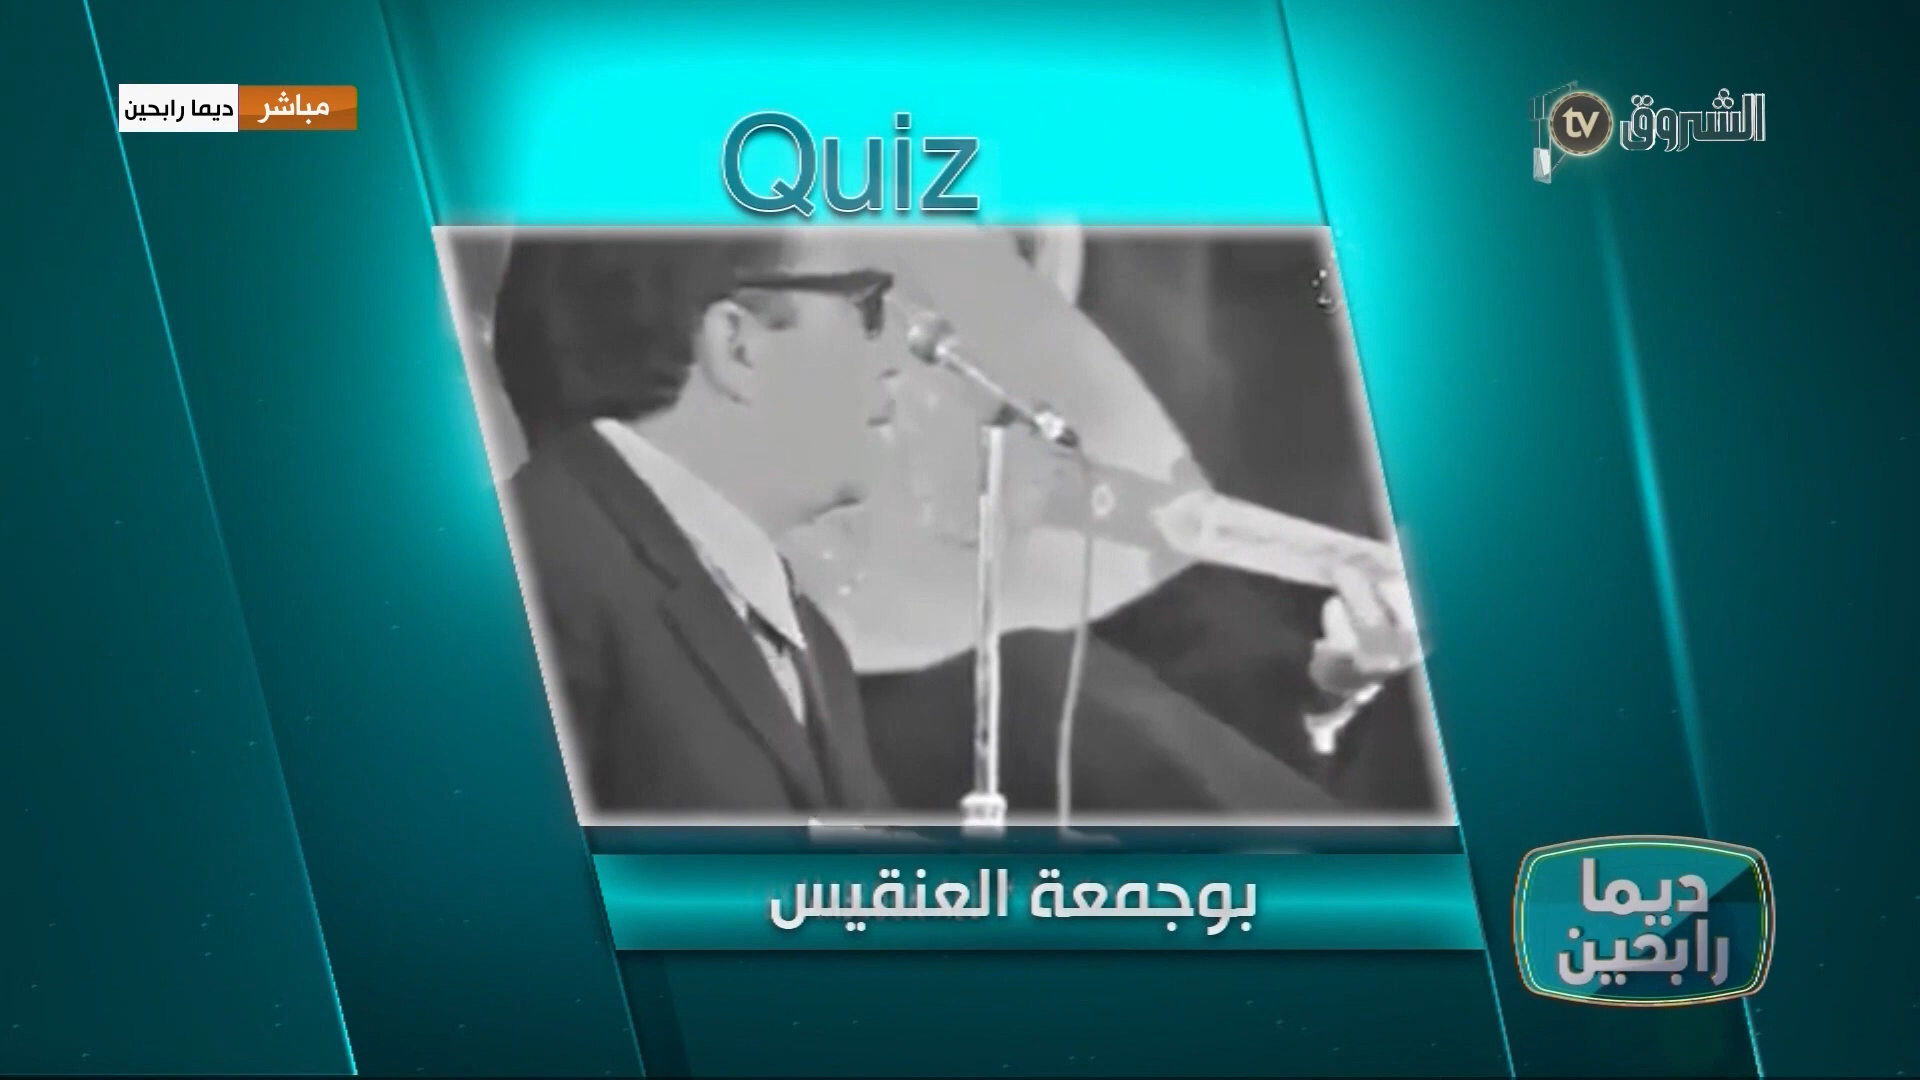 ديما رابحين مباشر
الشروق tv
Quiz
بوجمعة العنقيس
ديما
رابحين